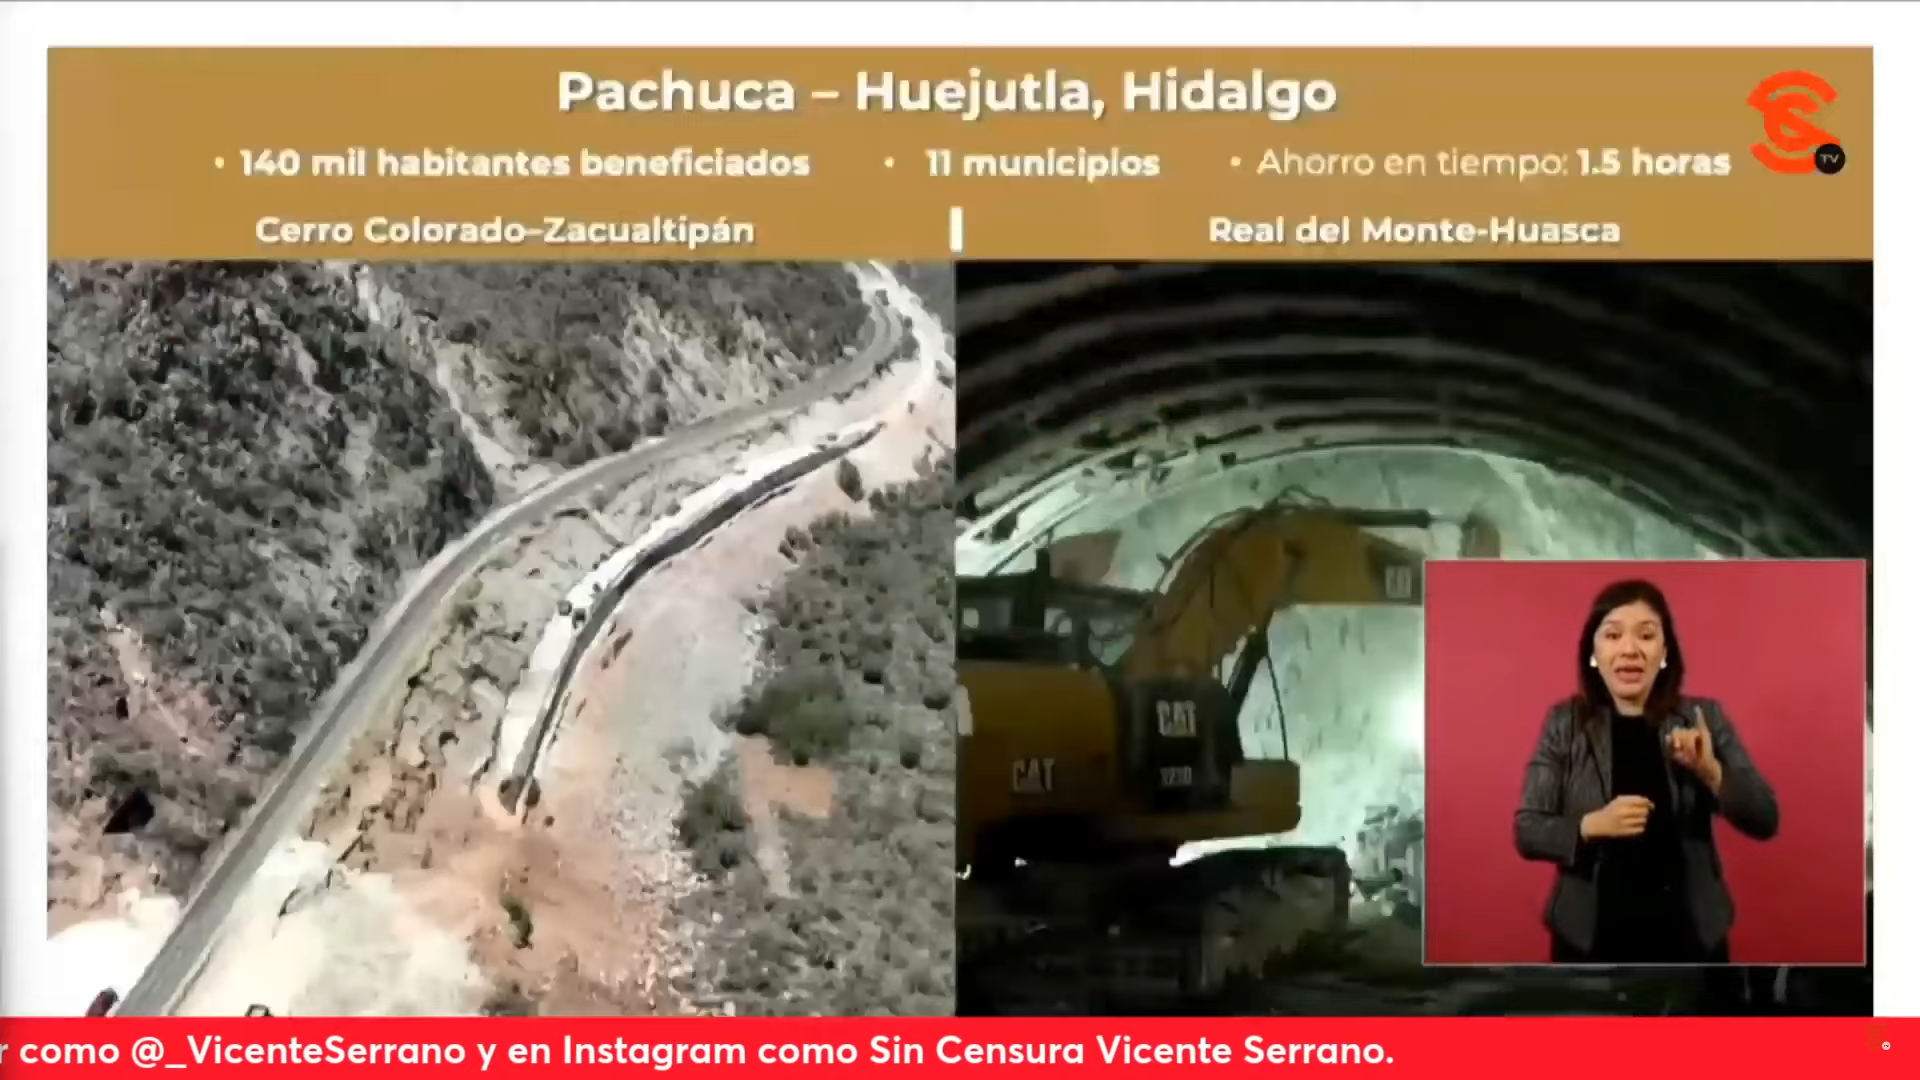 Pachuca – Huejutla, Hidalgo
• 140 mil habitantes beneficiados • 11 municipios • Ahorro en tiempo: 1.5 horas
TV
Cerro Colorado–Zacualtipán
Real del Monte-Huasca
CAT
CAT
r como @_VicenteSerrano y en Instagram como Sin Censura Vicente Serrano.